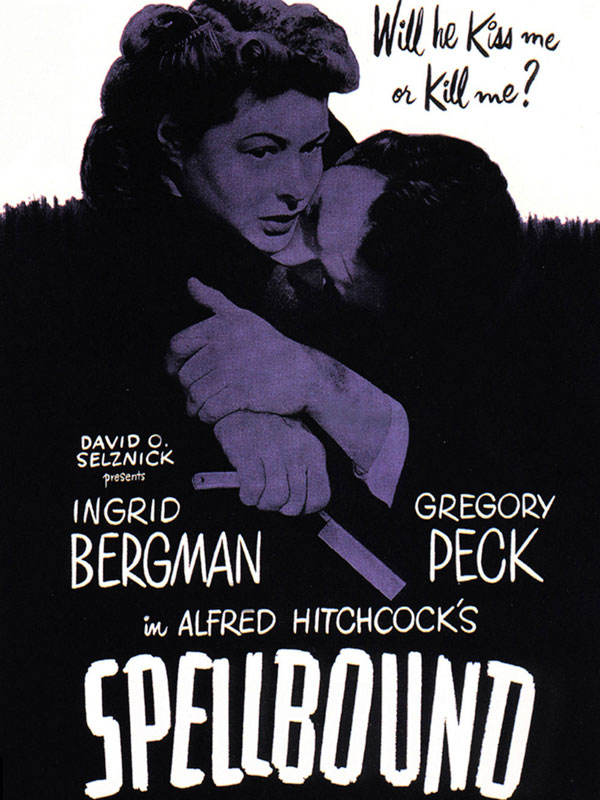 Will he Kiss me
or Kill me?
DAVID O.
SELZNICK
presents
INGRID
BERGMAN
GREGORY
PECK
in ALFRED HITCHCOCK'S
SPELLBOUND